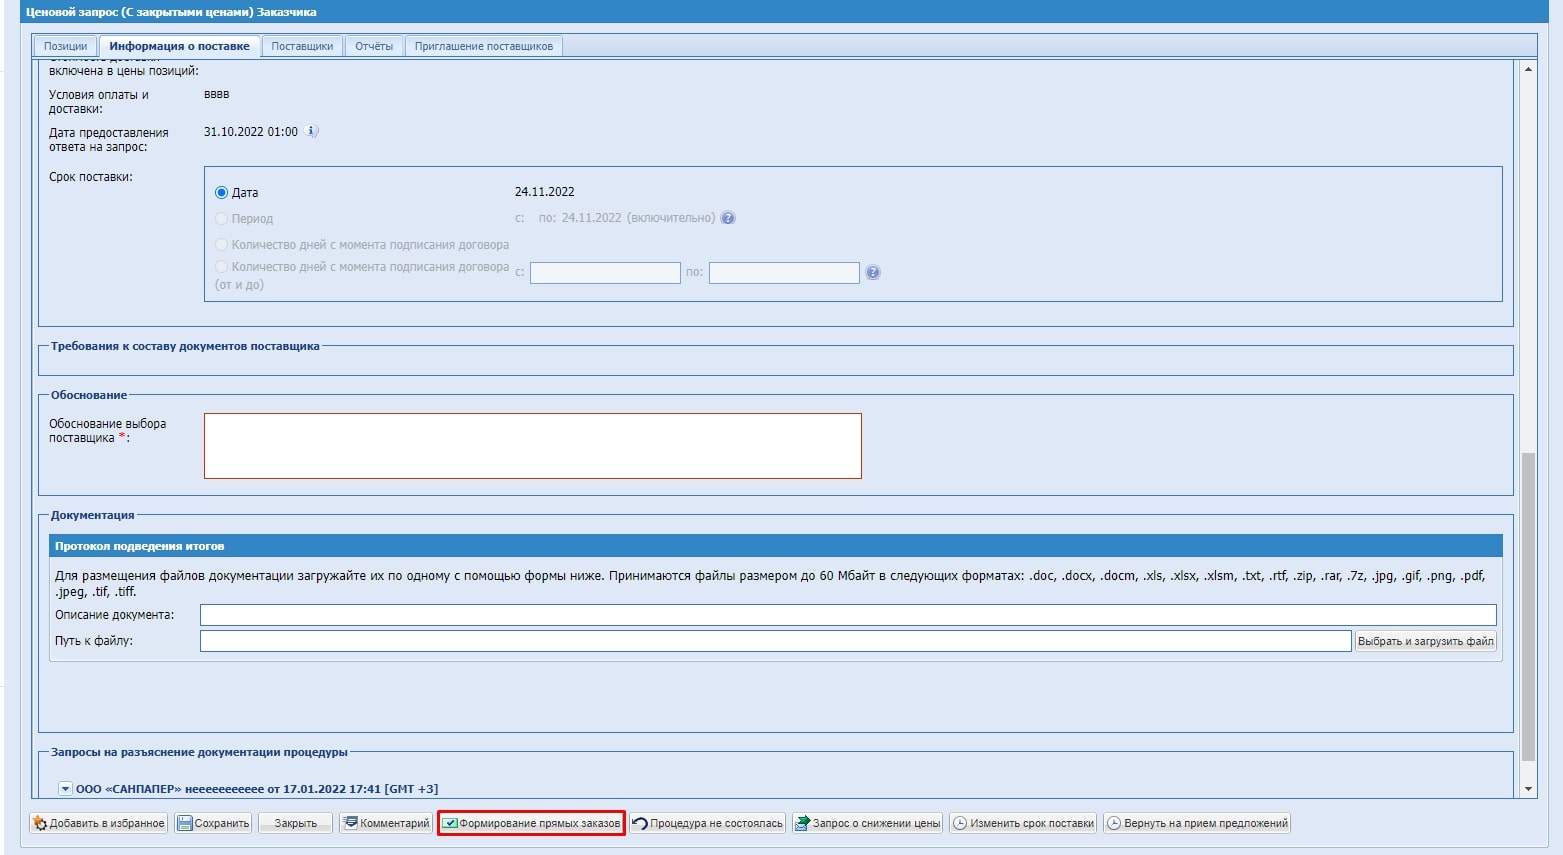 Ценовой запрос (С закрытыми ценами) Заказчика
Позиции Информация о поставке Поставщики Отчёты Приглашение поставщиков
включена в цены позиций:
Условия оплаты и
доставки:
вввв
Дата предоставления
ответа на запрос:
31.10.2022 01:00
Срок поставки:
Дата 24.11.2022
Период с: по: 24.11.2022 (включительно)
Количество дней с момента подписания договора
Количество дней с момента подписания договора
(от и до)
с: по:
Требования к составу документов поставщика
Обоснование
Обоснование выбора
поставщика *:
Документация
Протокол подведения итогов
Для размещения файлов документации загружайте их по одному с помощью формы ниже. Принимаются файлы размером до 60 Мбайт в следующих форматах: .doc, .docx, .docm, .xls, .xlsx, .xlsm, .txt, .rtf, .zip, .rar, .7z, .jpg, .gif, .png, .pdf,
.jpeg, .tif, .tiff.
Описание документа:
Путь к файлу: Выбрать и загрузить файл
Запросы на разъяснение документации процедуры
ООО «САНПАПЕР» нееееееееееe от 17.01.2022 17:41 [GMT +3]
Добавить в избранное Сохранить Закрыть Комментарий Формирование прямых заказов Процедура не состоялась Запрос о снижении цены Изменить срок поставки Вернуть на прием предложений